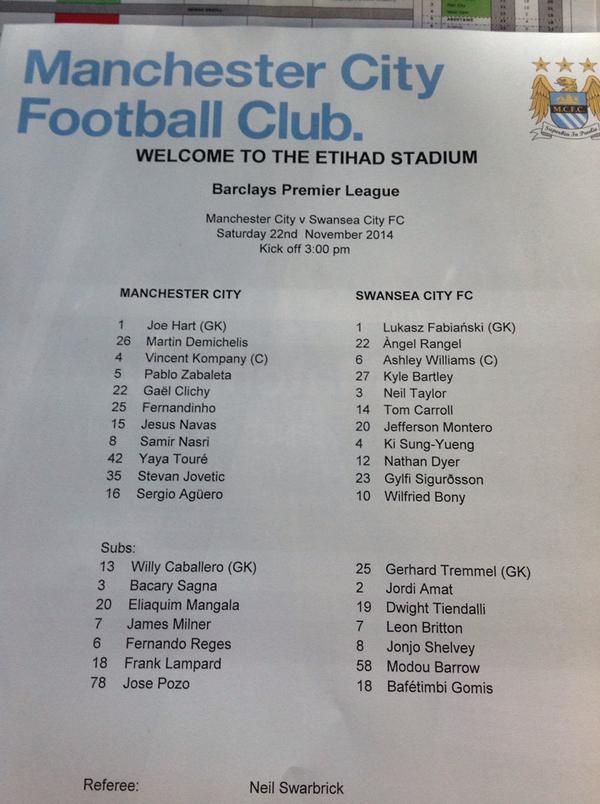 Manchester City
Football Club.
M.C.F.C.
Superbia In Proelia
WELCOME TO THE ETIHAD STADIUM
Barclays Premier League
Manchester City v Swansea City FC
Saturday 22nd November 2014
Kick off 3:00 pm
MANCHESTER CITY
1 Joe Hart (GK)
26 Martin Demichelis
4 Vincent Kompany (C)
5 Pablo Zabaleta
22 Gaël Clichy
25 Fernandinho
15 Jesus Navas
8 Samir Nasri
42 Yaya Touré
35 Stevan Jovetic
16 Sergio Agüero
Subs:
13 Willy Caballero (GK)
3 Bacary Sagna
20 Eliaquim Mangala
7 James Milner
6 Fernando Reges
18 Frank Lampard
78 Jose Pozo
SWANSEA CITY FC
1 Lukasz Fabiański (GK)
22 Àngel Rangel
6 Ashley Williams (C)
27 Kyle Bartley
3 Neil Taylor
14 Tom Carroll
20 Jefferson Montero
4 Ki Sung-Yueng
12 Nathan Dyer
23 Gylfi Sigurðsson
10 Wilfried Bony
25 Gerhard Tremmel (GK)
2 Jordi Amat
19 Dwight Tiendalli
7 Leon Britton
8 Jonjo Shelvey
58 Modou Barrow
18 Bafétimbi Gomis
Referee: Neil Swarbrick